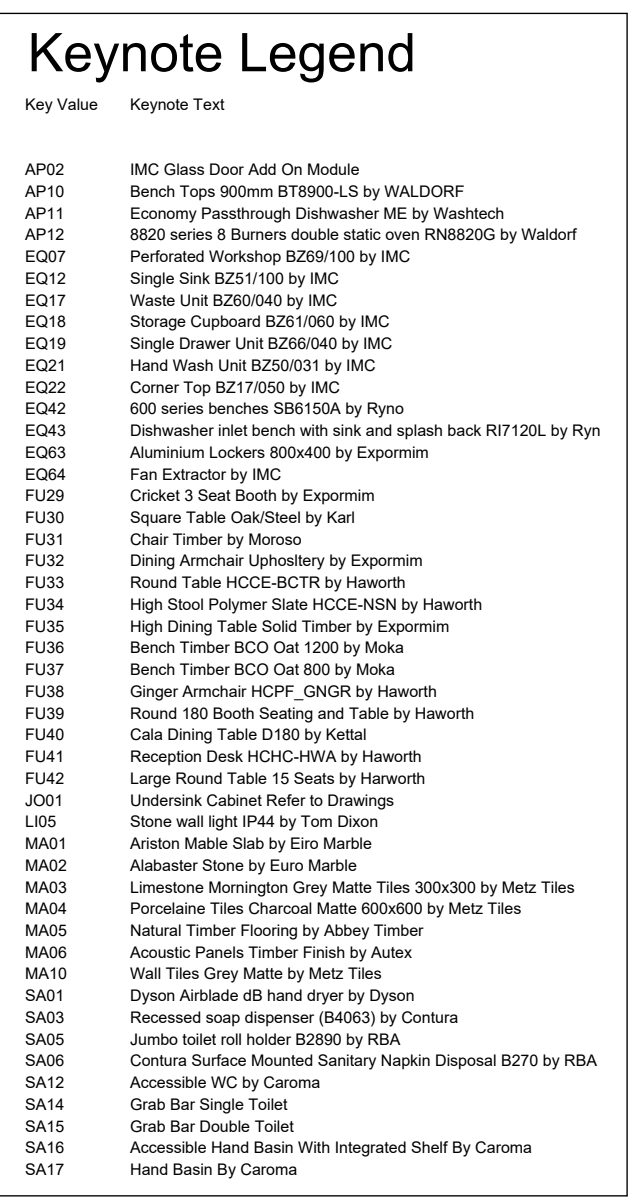 Keynote Legend
Key Value Keynote Text
AP02 IMC Glass Door Add On Module
AP10 Bench Tops 900mm BT8900-LS by WALDORF
AP11 Economy Passthrough Dishwasher ME by Washtech
AP12 8820 series 8 Burners double static oven RN8820G by Waldorf
EQ07 Perforated Workshop BZ69/100 by IMC
EQ12 Single Sink BZ51/100 by IMC
EQ17 Waste Unit BZ60/040 by IMC
EQ18 Storage Cupboard BZ61/060 by IMC
EQ19 Single Drawer Unit BZ66/040 by IMC
EQ21 Hand Wash Unit BZ50/031 by IMC
EQ22 Corner Top BZ17/050 by IMC
EQ42 600 series benches SB6150A by Ryno
EQ43 Dishwasher inlet bench with sink and splash back RI7120L by Ryn
EQ63 Aluminium Lockers 800x400 by Expormim
EQ64 Fan Extractor by IMC
FU29 Cricket 3 Seat Booth by Expormim
FU30 Square Table Oak/Steel by Karl
FU31 Chair Timber by Moroso
FU32 Dining Armchair Uphosltery by Expormim
FU33 Round Table HCCE-BCTR by Haworth
FU34 High Stool Polymer Slate HCCE-NSN by Haworth
FU35 High Dining Table Solid Timber by Expormim
FU36 Bench Timber BCO Oat 1200 by Moka
FU37 Bench Timber BCO Oat 800 by Moka
FU38 Ginger Armchair HCPF_GNGR by Haworth
FU39 Round 180 Booth Seating and Table by Haworth
FU40 Cala Dining Table D180 by Kettal
FU41 Reception Desk HCHC-HWA by Haworth
FU42 Large Round Table 15 Seats by Harworth
JO01 Undersink Cabinet Refer to Drawings
LI05 Stone wall light IP44 by Tom Dixon
MA01 Ariston Mable Slab by Eiro Marble
MA02 Alabaster Stone by Euro Marble
MA03 Limestone Mornington Grey Matte Tiles 300x300 by Metz Tiles
MA04 Porcelaine Tiles Charcoal Matte 600x600 by Metz Tiles
MA05 Natural Timber Flooring by Abbey Timber
MA06 Acoustic Panels Timber Finish by Autex
MA10 Wall Tiles Grey Matte by Metz Tiles
SA01 Dyson Airblade dB hand dryer by Dyson
SA03 Recessed soap dispenser (B4063) by Contura
SA05 Jumbo toilet roll holder B2890 by RBA
SA06 Contura Surface Mounted Sanitary Napkin Disposal B270 by RBA
SA12 Accessible WC by Caroma
SA14 Grab Bar Single Toilet
SA15 Grab Bar Double Toilet
SA16 Accessible Hand Basin With Integrated Shelf By Caroma
SA17 Hand Basin By Caroma